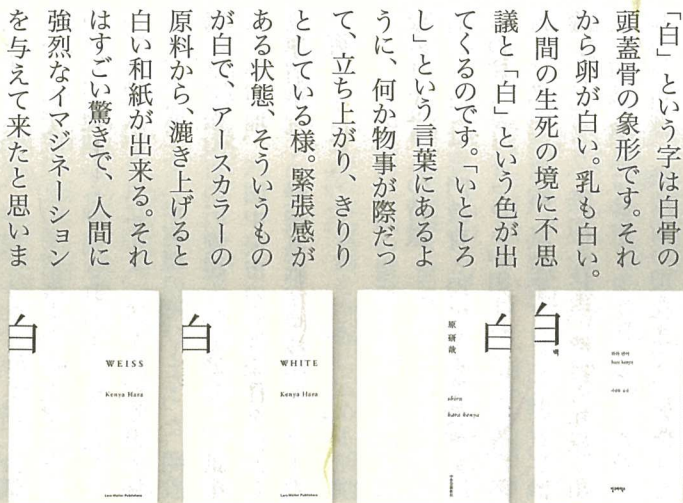 「白」という字は白骨の
頭蓋骨の象形です。それ
から卵が白い。乳も白い。
人間の生死の境に不思
議と「白」という色が出
てくるのです。「いとしろ
し」という言葉にあるよ
うに、何か物事が際だっ
て、立ち上がり、きりり
としている様。緊張感が
ある状態、そういうもの
が白で、アースカラーの
原料から、漉き上げると
白い和紙が出来る。それ
はすごい驚きで、人間に
強烈なイマジネーション
を与えて来たと思いま
白
백
하라 켄야
hara kenya
白
原研哉
shiro
hara kenya
白
WHITE
Kenya Hara
Lars Müller Publishers
白
WEISS
Kenya Hara
Lars Müller Publishers